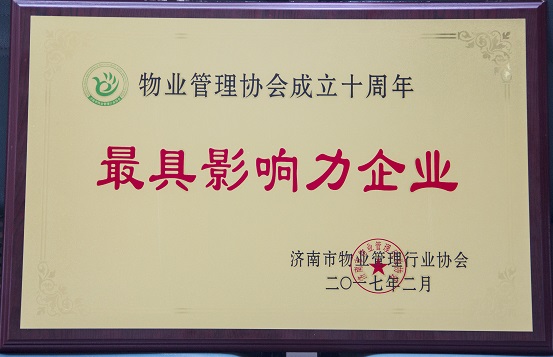 物业管理协会成立十周年
最具影响力企业
济南市物业管理行业协会
二〇一七年二月